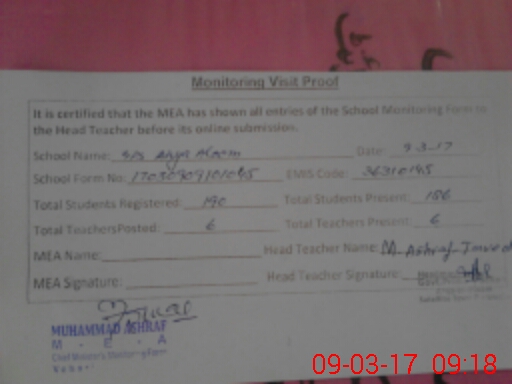 Monitoring Visit Proof
It is certified that the MEA has shown all entries of the School Monitoring Form to
the Head Teacher before its online submission.
School Name: Date: 9-3-17
School Form No: EMIS Code: 36310145
Total Students Registered: 190 Total Students Present: 186
Total TeachersPosted: 6 Total Teachers Present: 6
MEA Name: Head Teacher Name: M. Ashraf
MEA Signature: Head Teacher Signature:
MUHAMMAD ASHRAF
M - E - A
09-03-17 09:18